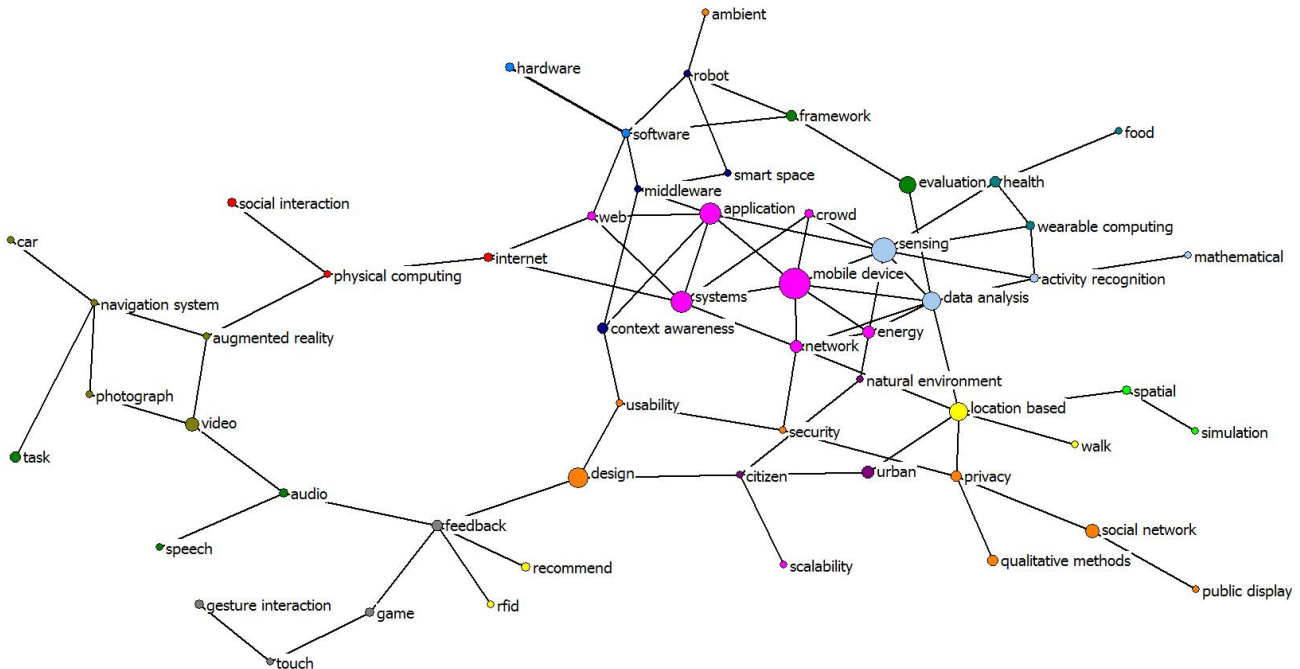 ambient
hardware
robot
framework
software
food
smart space
evaluation
health
middleware
social interaction
application
crowd
web
wearable computing
car
sensing
internet
mathematical
physical computing
mobile device
activity recognition
navigation system
systems
data analysis
context awareness
energy
augmented reality
network
natural environment
photograph
spatial
usability
location based
video
security
simulation
walk
task
design
citizen
urban
privacy
audio
feedback
social network
speech
qualitative methods
recommend
scalability
public display
gesture interaction
rfid
game
touch